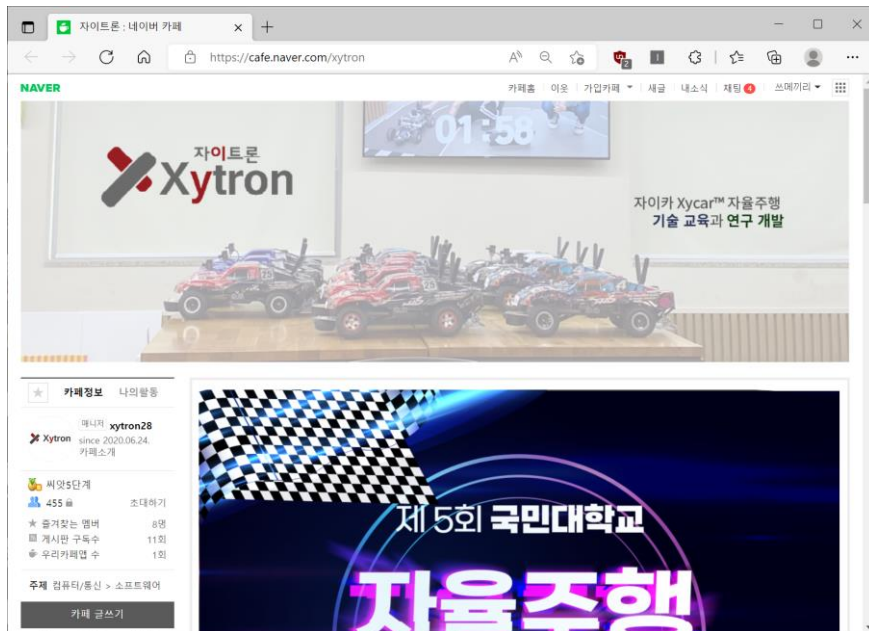 자이트론 : 네이버 카페
https://cafe.naver.com/xytron
2
1
NAVER
카페홈 이웃 가입카페 새글 내소식 채팅 4 쓰메끼리
01:58
자이트론
Xytron
자이카 Xycar™ 자율주행
기술 교육과 연구 개발
카페정보 나의활동
Xytron
매니저 xytron28
since 2020.06.24.
카페소개
씨앗5단계
455 초대하기
즐겨찾는 멤버 8명
게시판 구독수 11회
우리카페앱 수 1회
주제 컴퓨터/통신 > 소프트웨어
카페 글쓰기
제 5회 국민대학교
자율주행